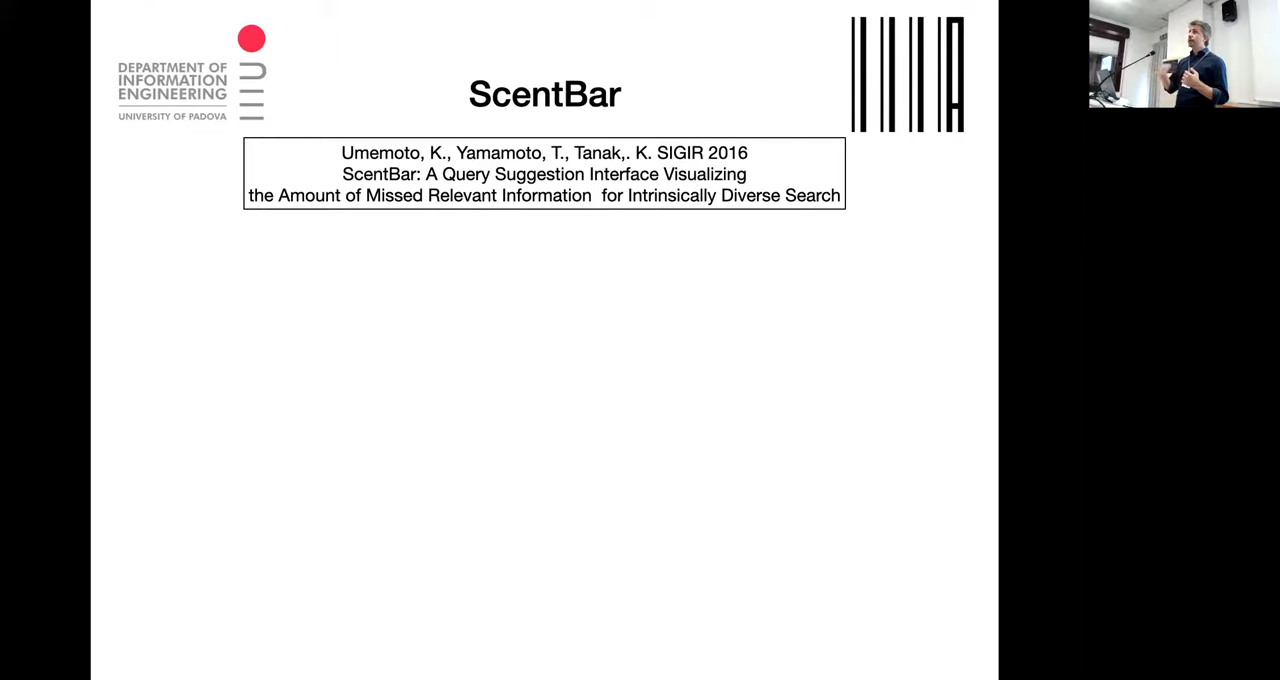 DEPARTMENT OF
INFORMATION
ENGINEERING
UNIVERSITY OF PADOVA
ScentBar
Umemoto, K., Yamamoto, T., Tanak,. K. SIGIR 2016
ScentBar: A Query Suggestion Interface Visualizing
the Amount of Missed Relevant Information  for Intrinsically Diverse Search